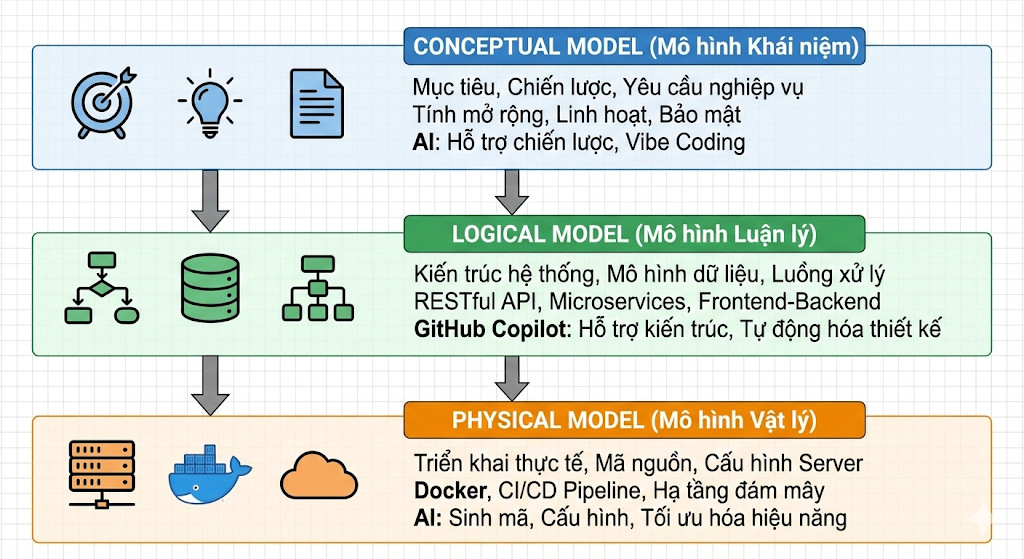 CONCEPTUAL MODEL (Mô hình Khái niệm)
Mục tiêu, Chiến lược, Yêu cầu nghiệp vụ
Tính mở rộng, Linh hoạt, Bảo mật
AI: Hỗ trợ chiến lược, Vibe Coding
LOGICAL MODEL (Mô hình Luận lý)
Kiến trúc hệ thống, Mô hình dữ liệu, Luồng xử lý
RESTful API, Microservices, Frontend-Backend
GitHub Copilot: Hỗ trợ kiến trúc, Tự động hóa thiết kế
PHYSICAL MODEL (Mô hình Vật lý)
Triển khai thực tế, Mã nguồn, Cấu hình Server
Docker, CI/CD Pipeline, Hạ tầng đám mây
AI: Sinh mã, Cấu hình, Tối ưu hóa hiệu năng